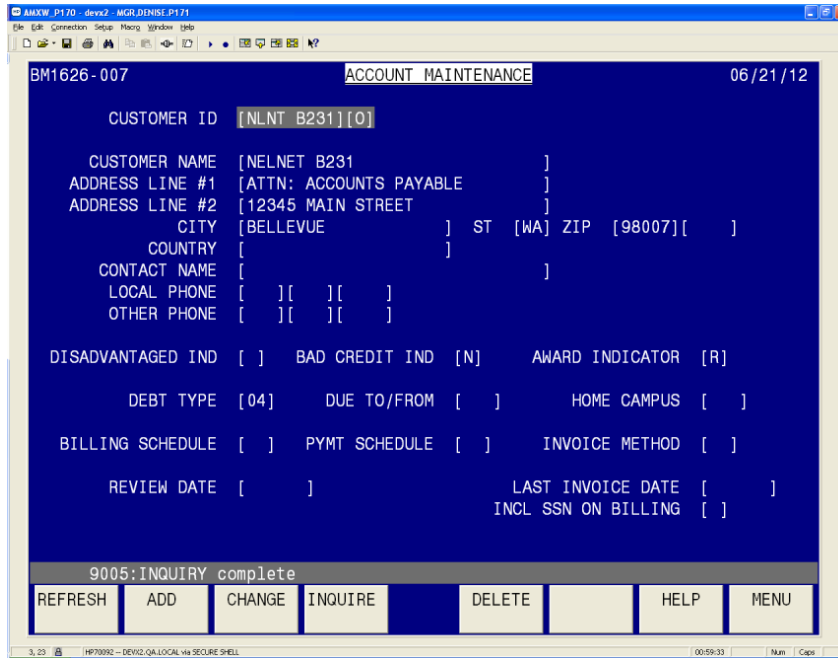 AMXW_P170 - devx2 - MGR,DENISE.P171
File Edit Connection Setup Macro Window Help
BM1626-007 ACCOUNT MAINTENANCE 06/21/12
CUSTOMER ID [NLNT B231][O]
CUSTOMER NAME [NELNET B231 ]
ADDRESS LINE #1 [ATTN: ACCOUNTS PAYABLE ]
ADDRESS LINE #2 [12345 MAIN STREET ]
CITY [BELLEVUE ] ST [WA] ZIP [98007][ ]
COUNTRY [ ]
CONTACT NAME [ ]
LOCAL PHONE [ ][ ][ ]
OTHER PHONE [ ][ ][ ]
DISADVANTAGED IND [ ] BAD CREDIT IND [N] AWARD INDICATOR [R]
DEBT TYPE [04] DUE TO/FROM [ ] HOME CAMPUS [ ]
BILLING SCHEDULE [ ] PYMT SCHEDULE [ ] INVOICE METHOD [ ]
REVIEW DATE [ ] LAST INVOICE DATE [ ]
INCL SSN ON BILLING [ ]
9005:INQUIRY complete
REFRESH ADD CHANGE INQUIRE DELETE HELP MENU
3, 23 HP70092 -- DEVX2.QA.LOCAL via SECURE SHELL 00:59:33 Num Caps